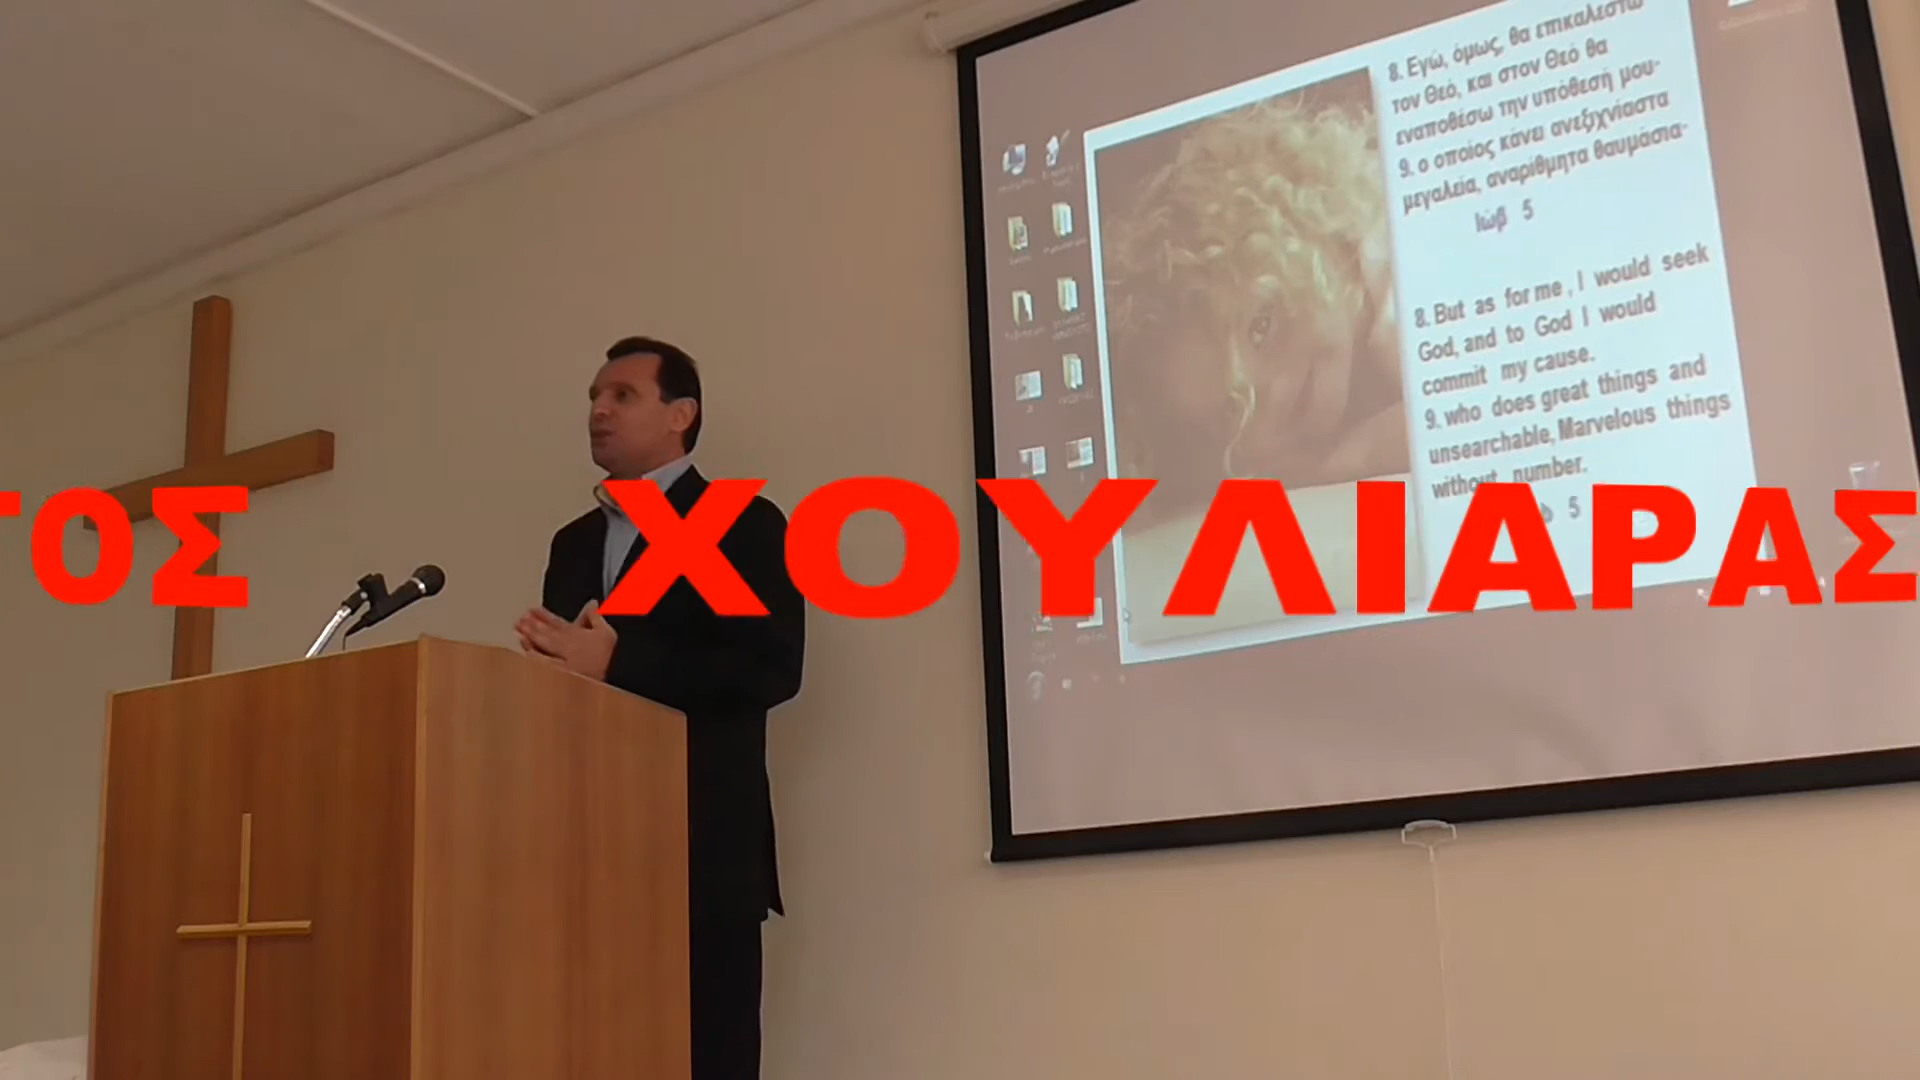 8. Εγώ, όμως, θα επικαλεστώ
τον Θεό, και στον Θεό θα
εναποθέσω την υπόθεσή μου·
9. ο οποίος κάνει ανεξιχνίαστα
μεγαλεία, αναρίθμητα θαυμάσια·
Ιώβ 5
8. But as for me , I would seek
God, and to God I would
commit my cause.
9. who does great things and
unsearchable, Marvelous things
without number.
5
ΤΟΣ ΧΟΥΛΙΑΡΑΣ